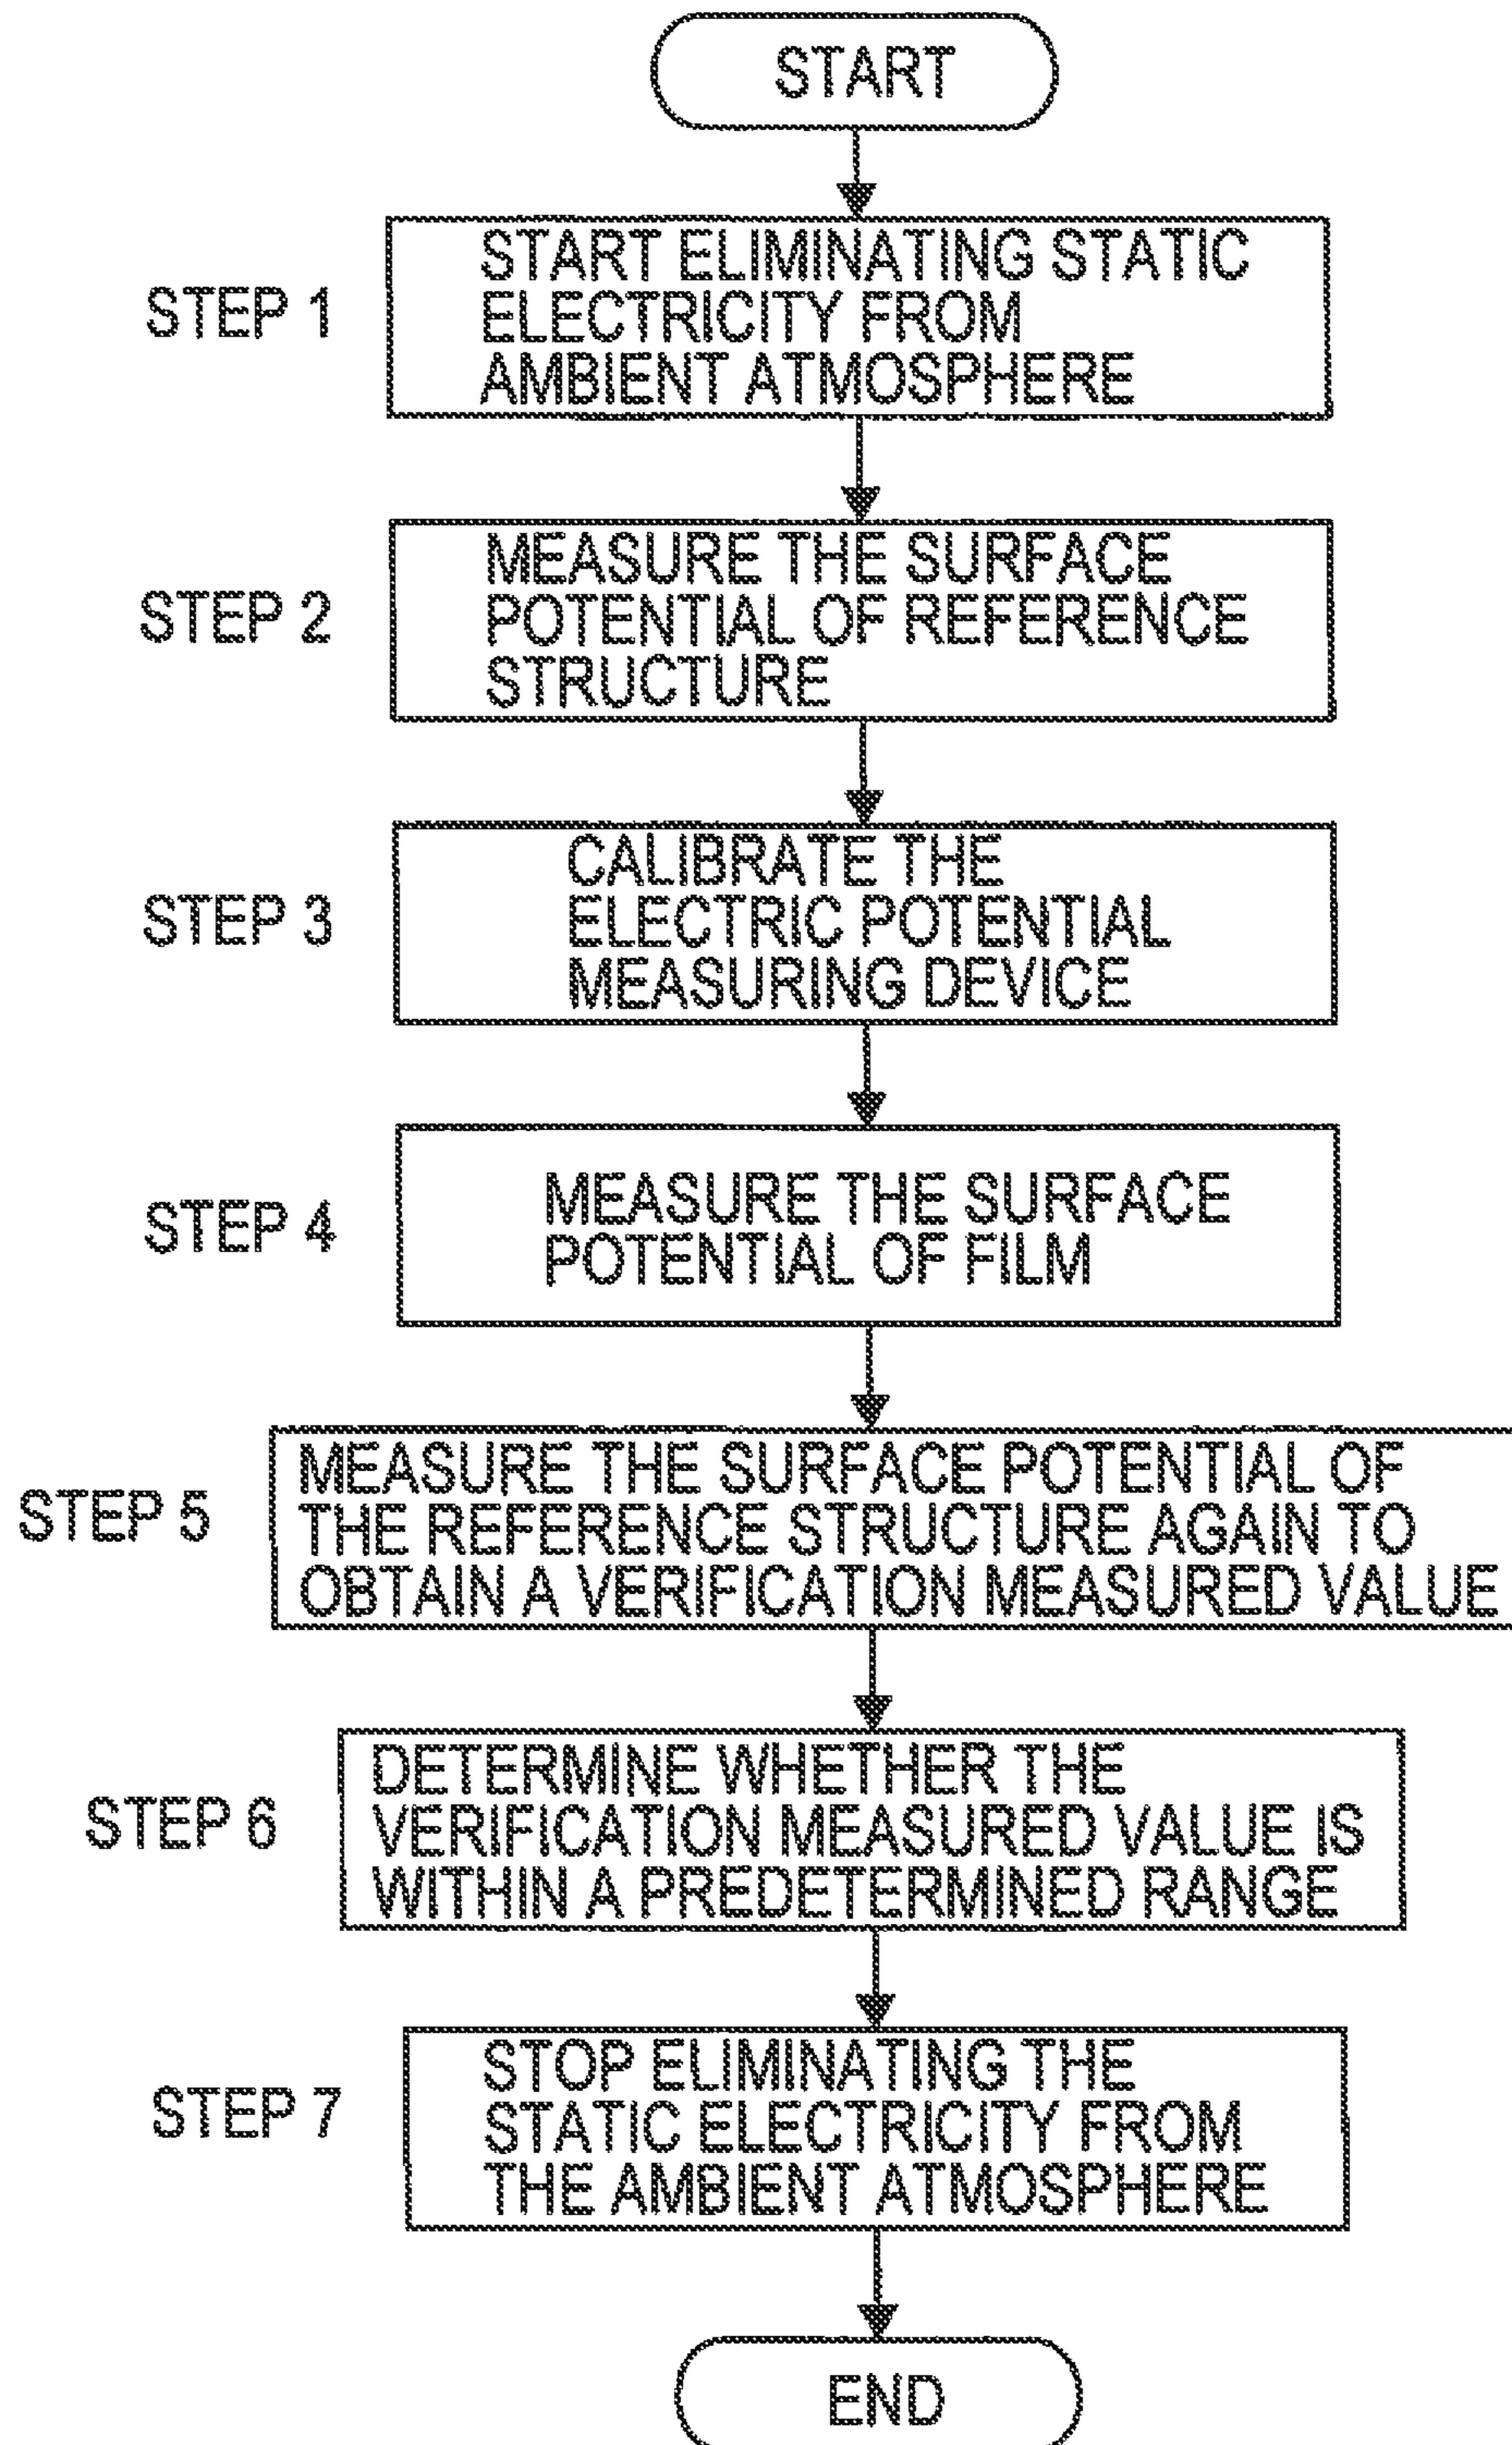 START
STEP 1
START ELIMINATING STATIC
ELECTRICITY FROM
AMBIENT ATMOSPHERE
STEP 2
MEASURE THE SURFACE
POTENTIAL OF REFERENCE
STRUCTURE
STEP 3
CALIBRATE THE
ELECTRIC POTENTIAL
MEASURING DEVICE
STEP 4
MEASURE THE SURFACE
POTENTIAL OF FILM
STEP 5
MEASURE THE SURFACE POTENTIAL OF
THE REFERENCE STRUCTURE AGAIN TO
OBTAIN A VERIFICATION MEASURED VALUE
STEP 6
DETERMINE WHETHER THE
VERIFICATION MEASURED VALUE IS
WITHIN A PREDETERMINED RANGE
STEP 7
STOP ELIMINATING THE
STATIC ELECTRICITY FROM
THE AMBIENT ATMOSPHERE
END